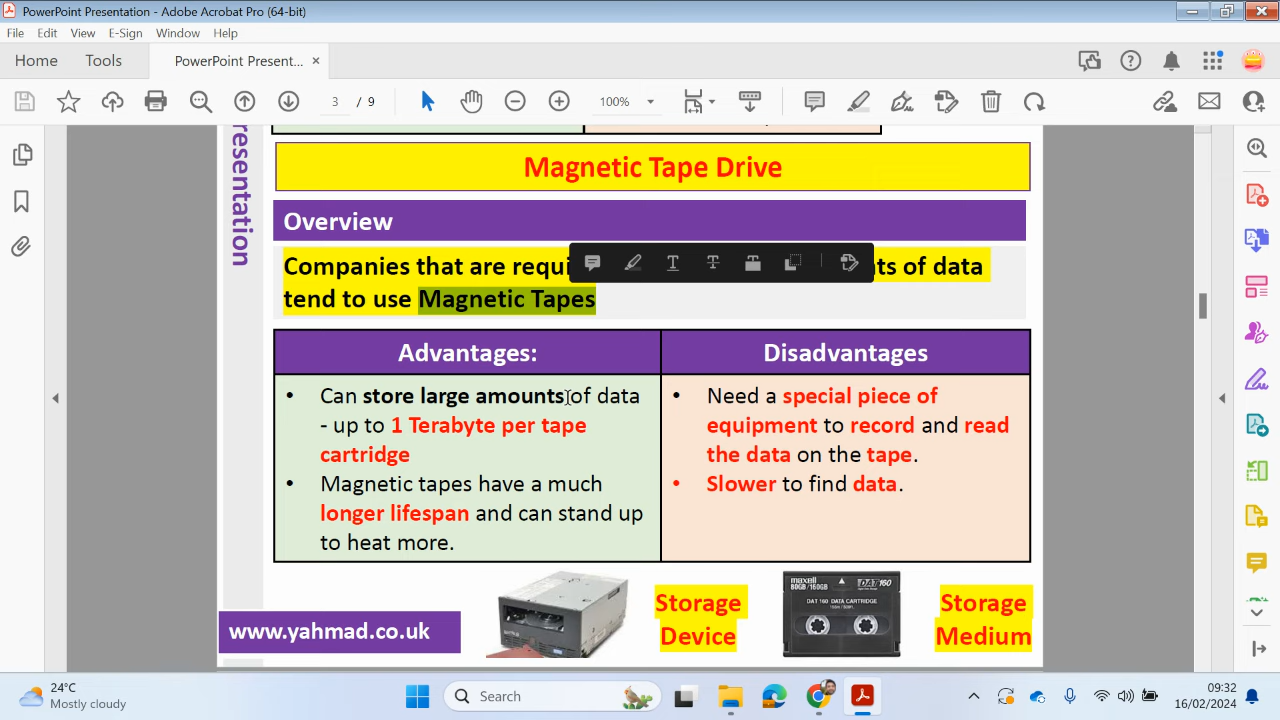 PowerPoint Presentation - Adobe Acrobat Pro (64-bit)
File Edit View E-Sign Window Help
Home Tools PowerPoint Present... ×
3 / 9 100%
esentation
Magnetic Tape Drive
Overview
Companies that are requi ts of data
tend to use Magnetic Tapes
Advantages: Disadvantages
• Can store large amounts of data
- up to 1 Terabyte per tape
cartridge
• Magnetic tapes have a much
longer lifespan and can stand up
to heat more.
• Need a special piece of
equipment to record and read
the data on the tape.
• Slower to find data.
www.yahmad.co.uk
Storage
Device
maxell DAT160
80GB/160GB
DAT 160 DATA CARTRIDGE
Storage
Medium
24°C
Mostly cloudy
Search
09:32
16/02/2024